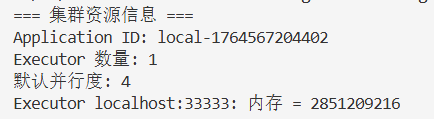 === 集群资源信息 ===
Application ID: local-1764567204402
Executor 数量: 1
默认并行度: 4
Executor localhost:33333: 内存 = 2851209216